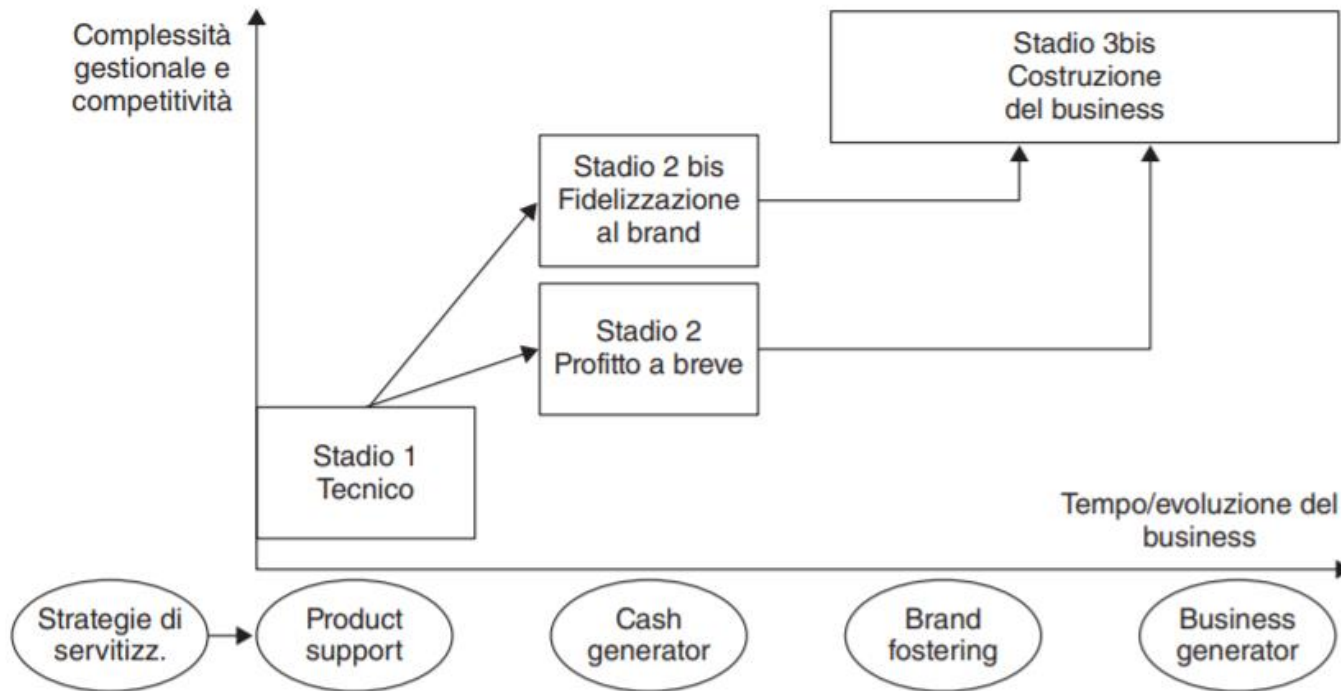 Complessità
gestionale e
competitività
Stadio 3bis
Costruzione
del business
Stadio 2 bis
Fidelizzazione
al brand
Stadio 2
Profitto a breve
Stadio 1
Tecnico
Tempo/evoluzione del
business
Strategie di
servitizz.
Product
support
Cash
generator
Brand
fostering
Business
generator